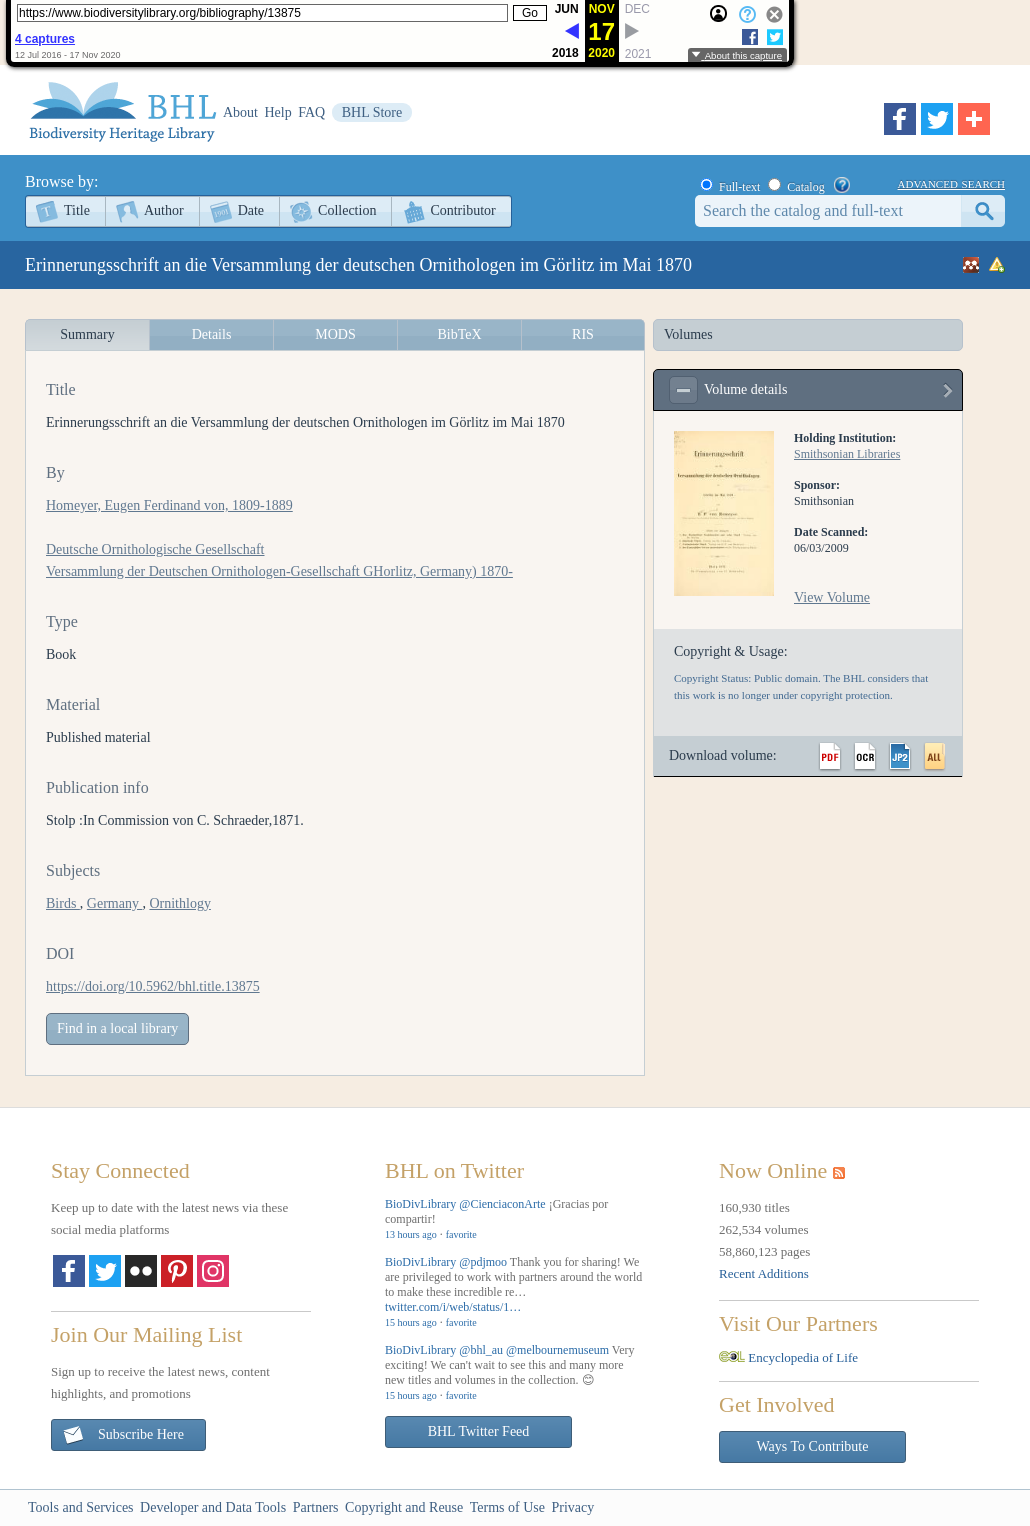 https://www.biodiversitylibrary.org/bibliography/13875
Go
JUN NOV DEC
17
4 captures
12 Jul 2016 - 17 Nov 2020
2018 2020 2021
About this capture
BHL
Biodiversity Heritage Library
About Help FAQ BHL Store
Browse by:
Title Author Date Collection Contributor
Full-text Catalog ?
ADVANCED SEARCH
Search the catalog and full-text
Erinnerungsschrift an die Versammlung der deutschen Ornithologen im Görlitz im Mai 1870
Summary Details MODS BibTeX RIS
Title
Erinnerungsschrift an die Versammlung der deutschen Ornithologen im Görlitz im Mai 1870
By
Homeyer, Eugen Ferdinand von, 1809-1889
Deutsche Ornithologische Gesellschaft
Versammlung der Deutschen Ornithologen-Gesellschaft GHorlitz, Germany) 1870-
Type
Book
Material
Published material
Publication info
Stolp :In Commission von C. Schraeder,1871.
Subjects
Birds , Germany , Ornithlogy
DOI
https://doi.org/10.5962/bhl.title.13875
Find in a local library
Volumes
Volume details
Erinnerungsschrift
Versammlung der deutschen Ornithologen
Holding Institution:
Smithsonian Libraries
Sponsor:
Smithsonian
Date Scanned:
06/03/2009
View Volume
Copyright & Usage:
Copyright Status: Public domain. The BHL considers that
this work is no longer under copyright protection.
Download volume:
PDF OCR JP2 ALL
Stay Connected
Keep up to date with the latest news via these
social media platforms
Join Our Mailing List
Sign up to receive the latest news, content
highlights, and promotions
Subscribe Here
BHL on Twitter
BioDivLibrary @CienciaconArte ¡Gracias por
compartir!
13 hours ago · favorite
BioDivLibrary @pdjmoo Thank you for sharing! We
are privileged to work with partners around the world
to make these incredible re…
twitter.com/i/web/status/1…
15 hours ago · favorite
BioDivLibrary @bhl_au @melbournemuseum Very
exciting! We can't wait to see this and many more
new titles and volumes in the collection. 😊
15 hours ago · favorite
BHL Twitter Feed
Now Online
160,930 titles
262,534 volumes
58,860,123 pages
Recent Additions
Visit Our Partners
eOL Encyclopedia of Life
Get Involved
Ways To Contribute
Tools and Services Developer and Data Tools Partners Copyright and Reuse Terms of Use Privacy